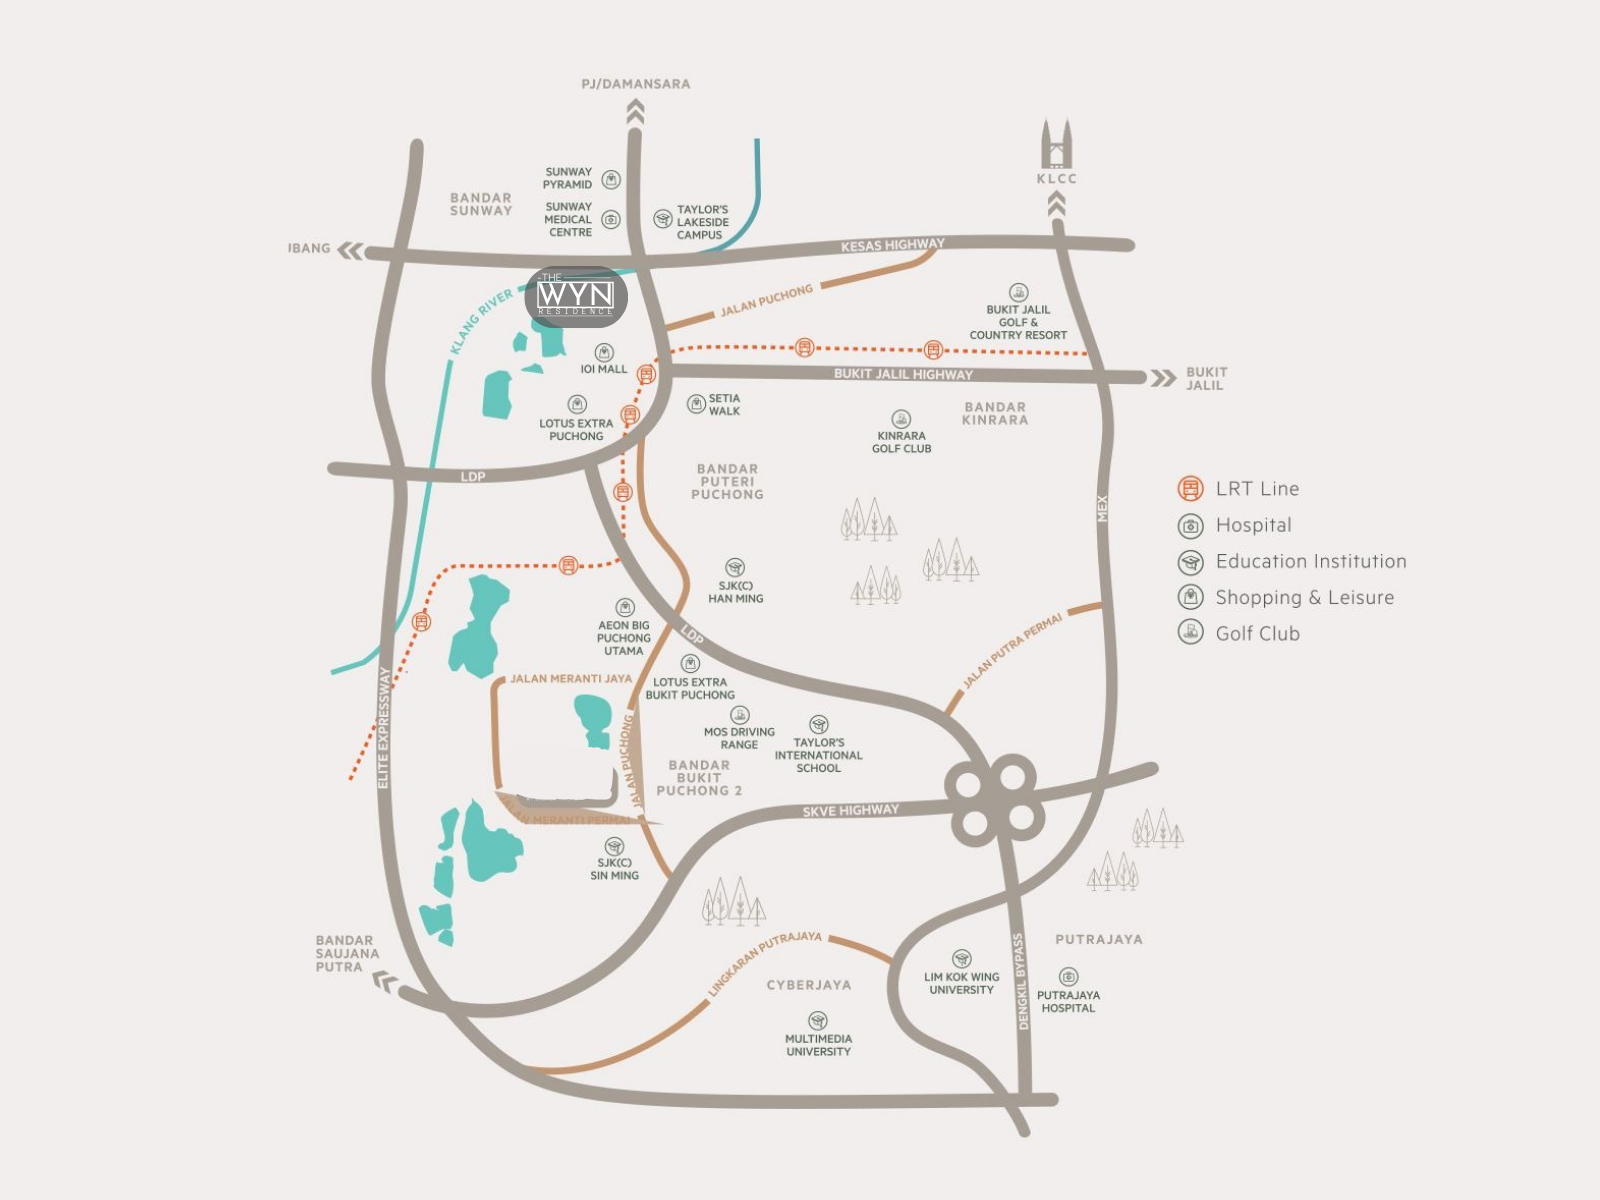 PJ/DAMANSARA
KLCC
SUNWAY
PYRAMID
BANDAR
SUNWAY
SUNWAY
MEDICAL
CENTRE
TAYLOR'S
LAKESIDE
CAMPUS
IBANG
KESAS HIGHWAY
-THE
WYN
RESIDENCE
KLANG RIVER
JALAN PUCHONG
BUKIT JALIL
GOLF &
COUNTRY RESORT
IOI MALL
BUKIT JALIL HIGHWAY
BUKIT
JALIL
LOTUS EXTRA
PUCHONG
SETIA
WALK
BANDAR
KINRARA
KINRARA
GOLF CLUB
LDP
BANDAR
PUTERI
PUCHONG
MEX
LRT Line
Hospital
Education Institution
Shopping & Leisure
Golf Club
SJK(C)
HAN MING
AEON BIG
PUCHONG
UTAMA
LDP
JALAN PUTRA PERMAI
JALAN MERANTI JAYA
LOTUS EXTRA
BUKIT PUCHONG
ELITE EXPRESSWAY
JALAN PUCHONG
MOS DRIVING
RANGE
TAYLOR'S
INTERNATIONAL
SCHOOL
BANDAR
BUKIT
PUCHONG 2
SKVE HIGHWAY
JALAN MERANTI PERMAI
SJK(C)
SIN MING
BANDAR
SAUJANA
PUTRA
LINGKARAN PUTRAJAYA
CYBERJAYA
LIM KOK WING
UNIVERSITY
DENGKIL BYPASS
PUTRAJAYA
PUTRAJAYA
HOSPITAL
MULTIMEDIA
UNIVERSITY